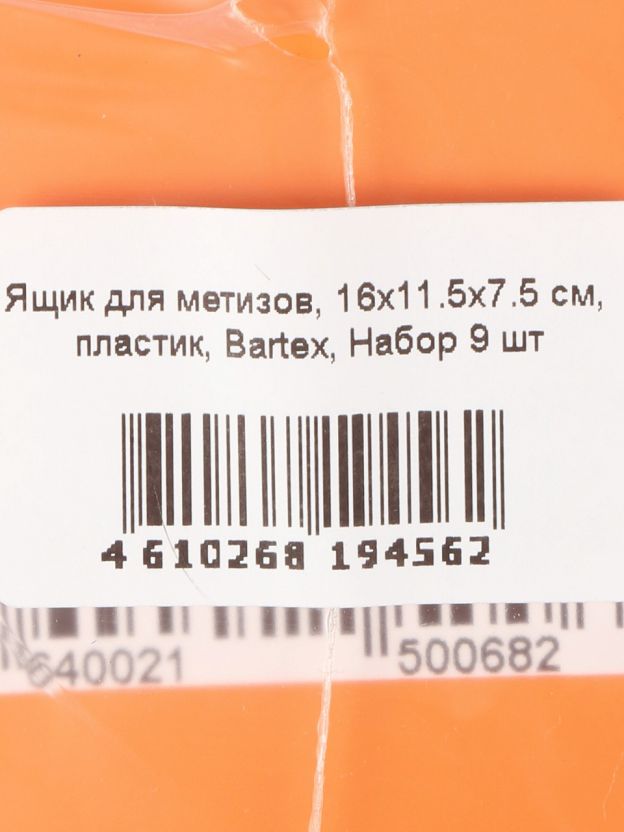 Ящик для метизов, 16x11.5x7.5 см,
пластик, Bartex, Набор 9 шт
4 610268 194562
640021 500682